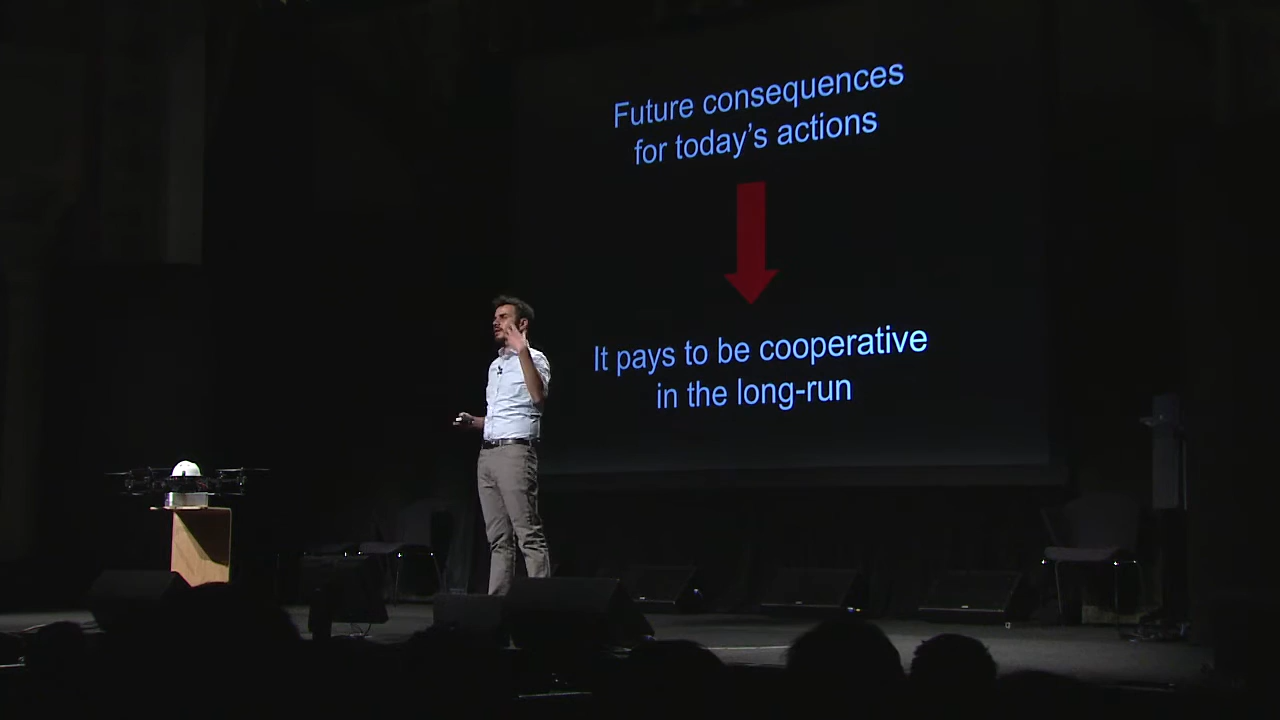 Future consequences
for today's actions
It pays to be cooperative
in the long-run